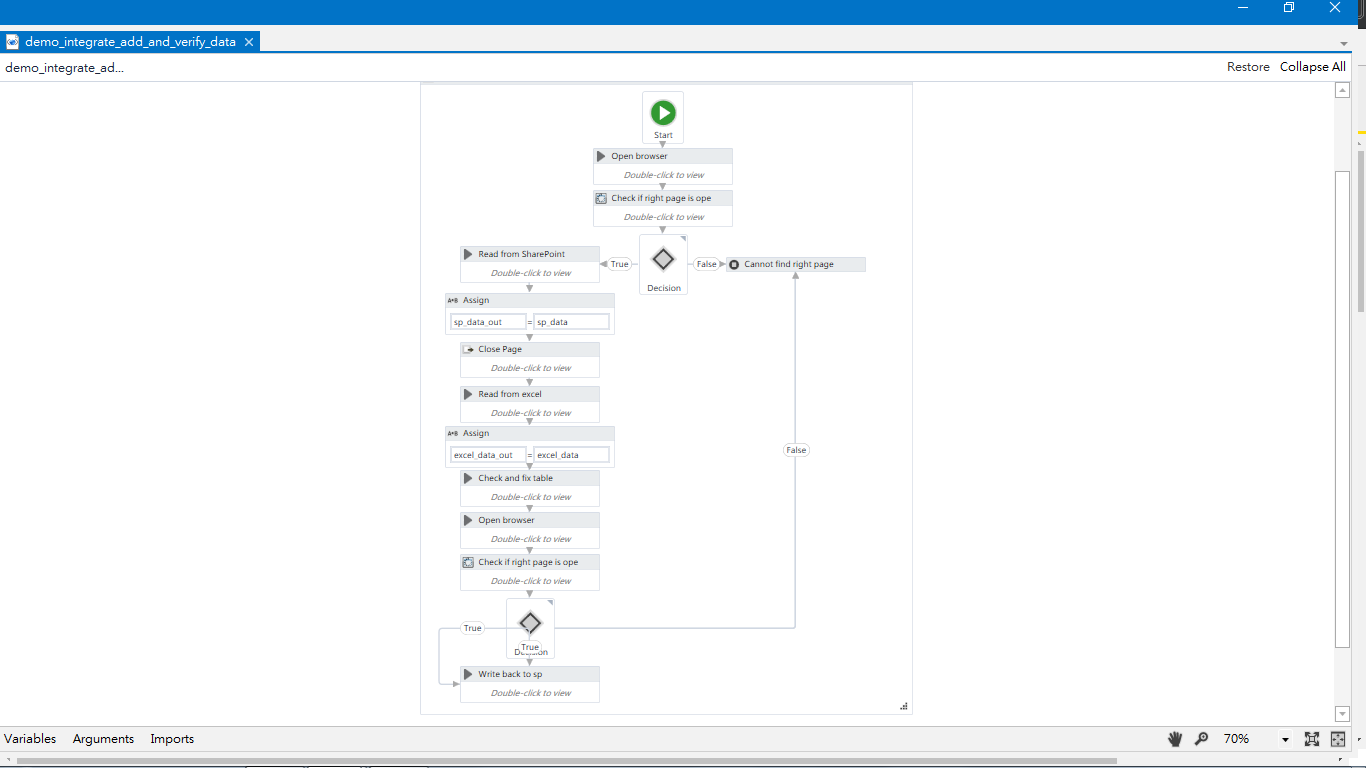 demo_integrate_add_and_verify_data
demo_integrate_ad...
Restore Collapse All
Start
Open browser
Double-click to view
Check if right page is ope
Double-click to view
Read from SharePoint
Double-click to view
True
Decision
False
Cannot find right page
A•B Assign
sp_data_out = sp_data
Close Page
Double-click to view
Read from excel
Double-click to view
A•B Assign
excel_data_out = excel_data
False
Check and fix table
Double-click to view
Open browser
Double-click to view
Check if right page is ope
Double-click to view
True
True
Decision
Write back to sp
Double-click to view
Variables Arguments Imports
70%